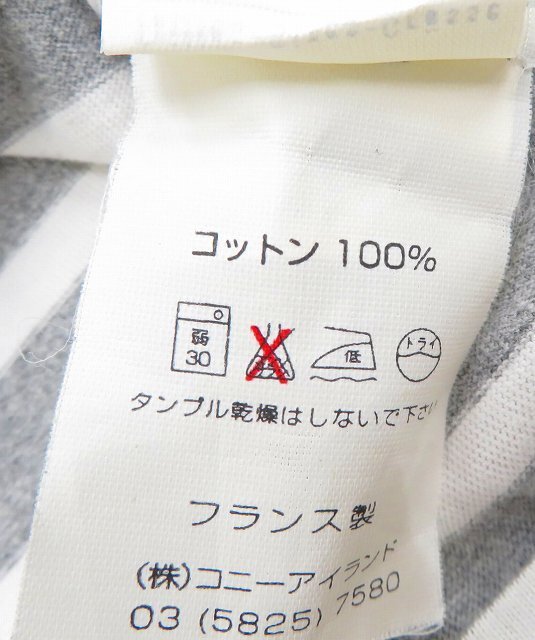 コットン 100%
弱 30 低 ドライ
タンブル乾燥はしないで下さい
フランス製
(株)コニーアイランド
03 (5825) 7580